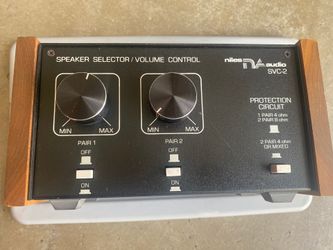 SPEAKER SELECTOR / VOLUME CONTROL
niles NA audio
SVC-2
MIN MAX
MIN MAX
PAIR 1
PAIR 2
OFF
OFF
ON
ON
PROTECTION
CIRCUIT
1 PAIR 4 ohm
2 PAIR 8 ohm
2 PAIR 4 ohm
OR MIXED